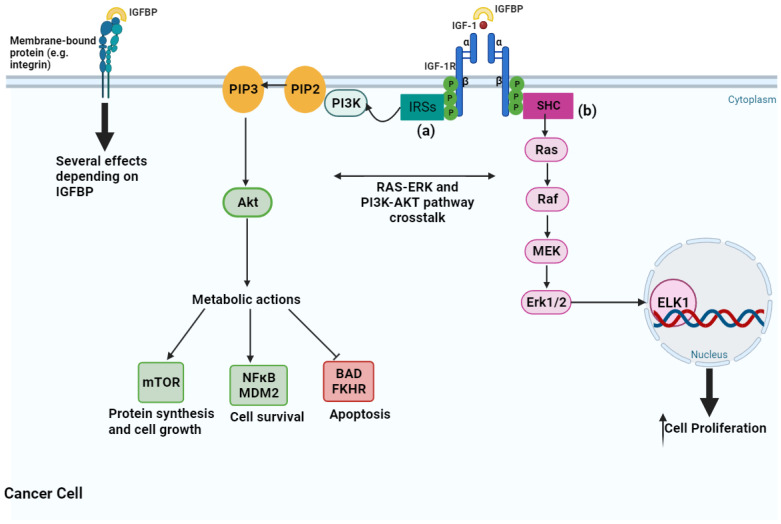 IGFBP
Membrane-bound
protein (e.g.
integrin)
Several effects
depending on
IGFBP
PIP3
PIP2
PI3K
IRSs
(a)
IGFBP
IGF-1
α
α
IGF-1R
β
β
P
P
P
P
P
P
SHC
(b)
Cytoplasm
Akt
RAS-ERK and
PI3K-AKT pathway
crosstalk
Ras
Raf
MEK
Erk1/2
ELK1
Nucleus
Cell Proliferation
Metabolic actions
mTOR
Protein synthesis
and cell growth
NFκB
MDM2
Cell survival
BAD
FKHR
Apoptosis
Cancer Cell